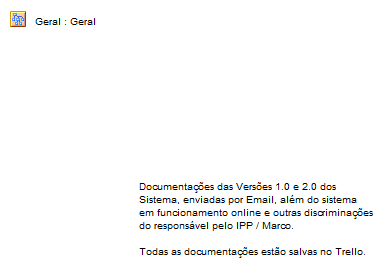 Geral : Geral
Documentações das Versões 1.0 e 2.0 dos
Sistema, enviadas por Email, além do sistema
em funcionamento online e outras discriminações
do responsável pelo IPP / Marco.
Todas as documentações estão salvas no Trello.